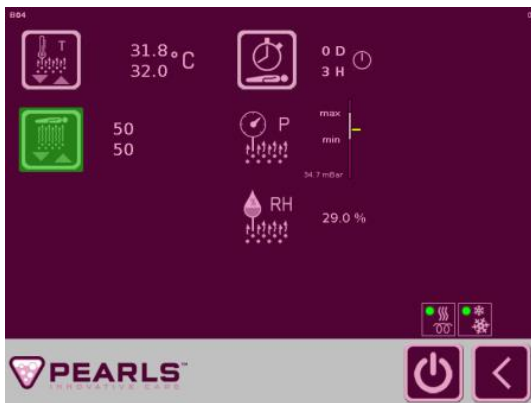 B04
T
31.8
32.0
°C
0 D
3 H
50
50
P
max
min
34.7 mBar
RH
29.0 %
PEARLS™
INNOVATIVE CARE